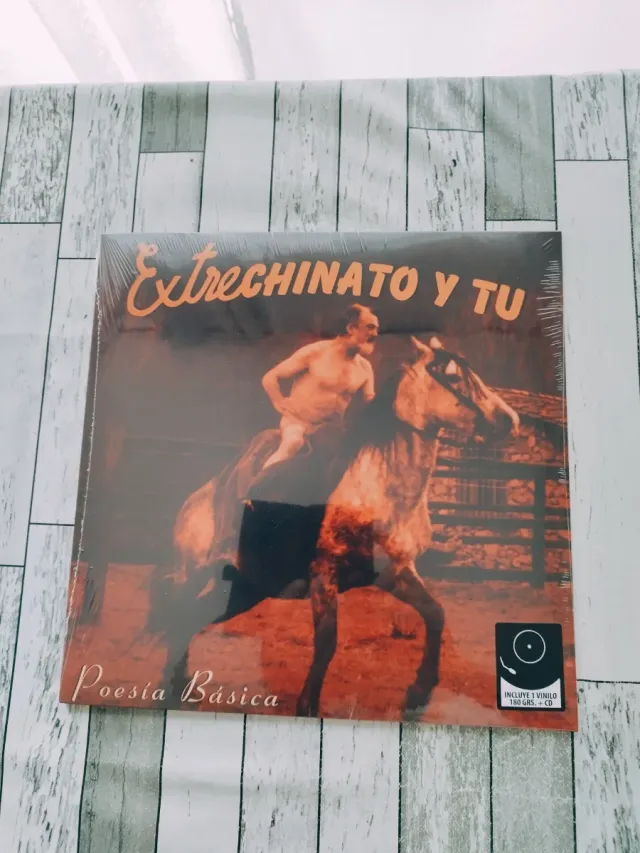 ExtreCHINATO Y TU
Poesía Básica
INCLUYE 1 VINILO
180 GRS. + CD